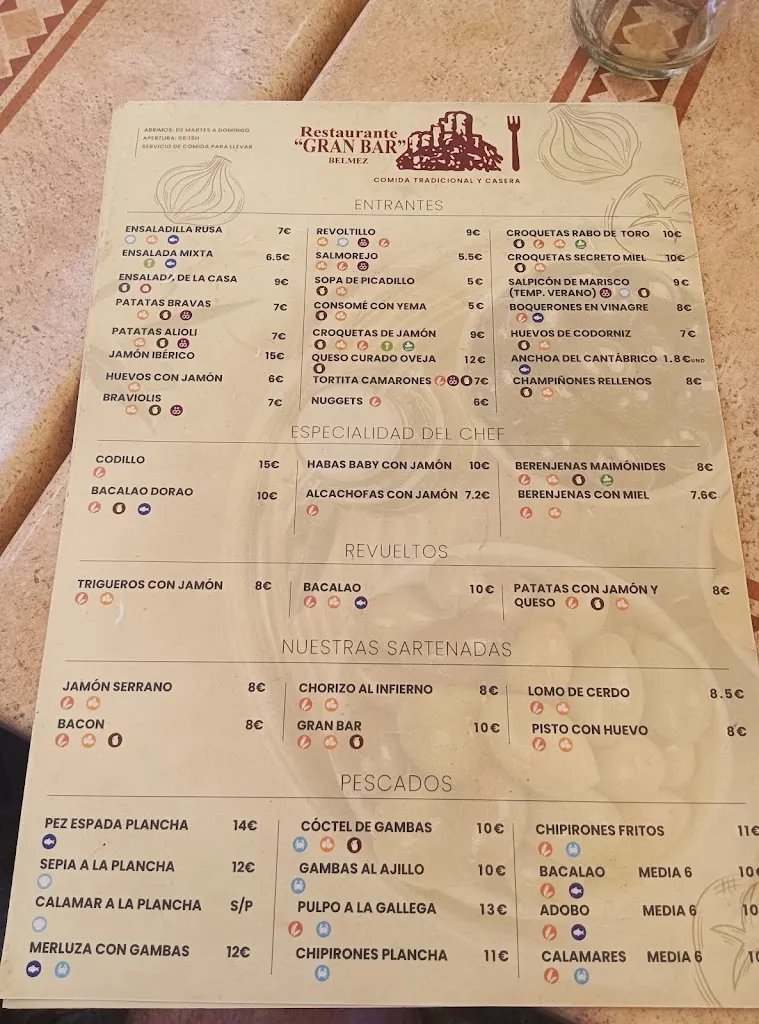 ABRIMOS: DE MARTES A DOMINGO
APERTURA: 08:15H
SERVICIO DE COMIDA PARA LLEVAR
Restaurante
"GRAN BAR"
BELMEZ
COMIDA TRADICIONAL Y CASERA
ENTRANTES
ENSALADILLA RUSA 7€
ENSALADA MIXTA 6.5€
ENSALADA DE LA CASA 9€
PATATAS BRAVAS 7€
PATATAS ALIOLI 7€
JAMÓN IBÉRICO 15€
HUEVOS CON JAMÓN 6€
BRAVIOLIS 7€
REVOLTILLO 9€
SALMOREJO 5.5€
SOPA DE PICADILLO 5€
CONSOMÉ CON YEMA 5€
CROQUETAS DE JAMÓN 9€
QUESO CURADO OVEJA 12€
TORTITA CAMARONES 7€
NUGGETS 6€
CROQUETAS RABO DE TORO 10€
CROQUETAS SECRETO MIEL 10€
SALPICÓN DE MARISCO 9€
(TEMP. VERANO)
BOQUERONES EN VINAGRE 8€
HUEVOS DE CODORNIZ 7€
ANCHOA DEL CANTÁBRICO 1.8€UND
CHAMPIÑONES RELLENOS 8€
ESPECIALIDAD DEL CHEF
CODILLO 15€
BACALAO DORAO 10€
HABAS BABY CON JAMÓN 10€
ALCACHOFAS CON JAMÓN 7.2€
BERENJENAS MAIMÓNIDES 8€
BERENJENAS CON MIEL 7.6€
REVUELTOS
TRIGUEROS CON JAMÓN 8€
BACALAO 10€
PATATAS CON JAMÓN Y 8€
QUESO
NUESTRAS SARTENADAS
JAMÓN SERRANO 8€
BACON 8€
CHORIZO AL INFIERNO 8€
GRAN BAR 10€
LOMO DE CERDO 8.5€
PISTO CON HUEVO 8€
PESCADOS
PEZ ESPADA PLANCHA 14€
SEPIA A LA PLANCHA 12€
CALAMAR A LA PLANCHA S/P
MERLUZA CON GAMBAS 12€
CÓCTEL DE GAMBAS 10€
GAMBAS AL AJILLO 10€
PULPO A LA GALLEGA 13€
CHIPIRONES PLANCHA 11€
CHIPIRONES FRITOS 11€
BACALAO MEDIA 6 10€
ADOBO MEDIA 6 10
CALAMARES MEDIA 6 10